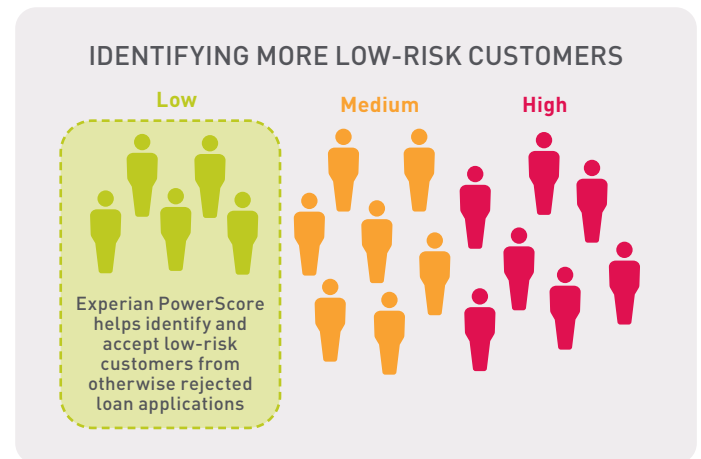 IDENTIFYING MORE LOW-RISK CUSTOMERS
Low
Medium
High
Experian PowerScore
helps identify and
accept low-risk
customers from
otherwise rejected
loan applications